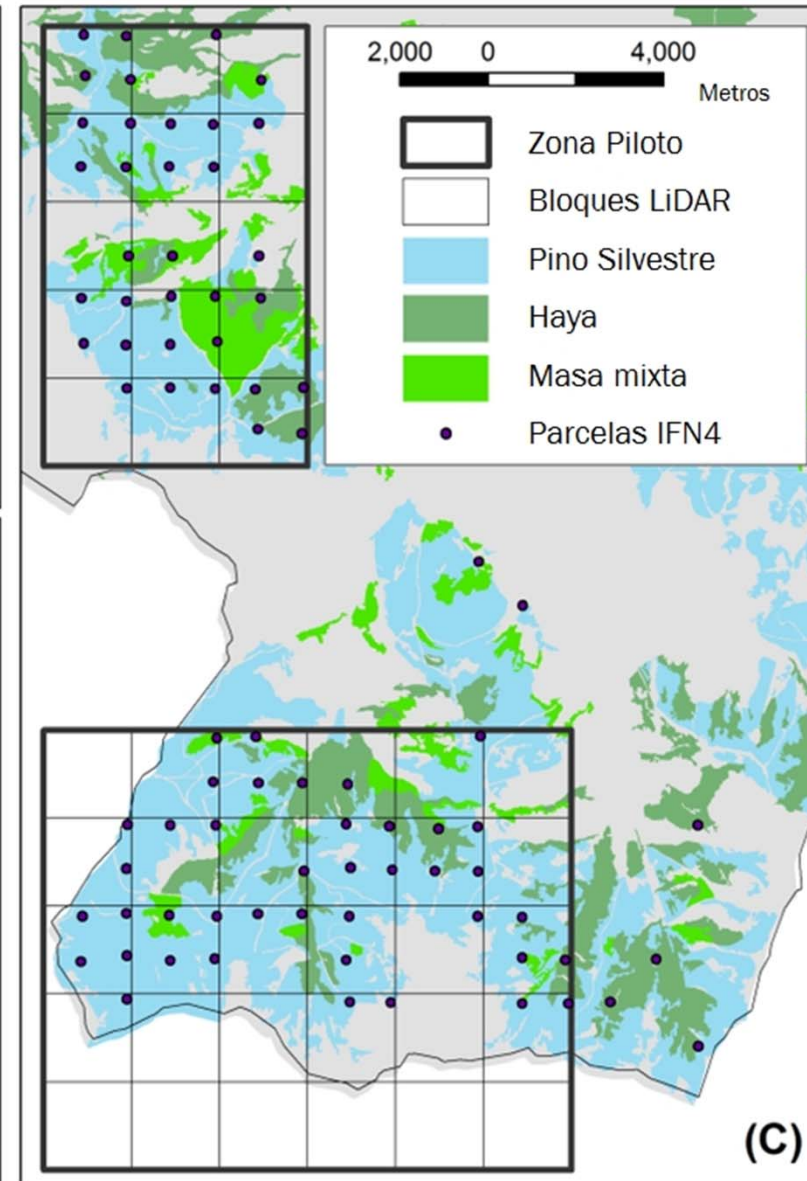 2,000 0 4,000
Metros
Zona Piloto
Bloques LiDAR
Pino Silvestre
Haya
Masa mixta
Parcelas IFN4
(C)